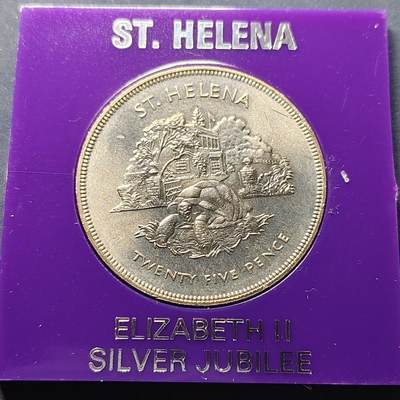 ST. HELENA
ST. HELENA
TWENTY FIVE PENCE
ELIZABETH II
SILVER JUBILEE